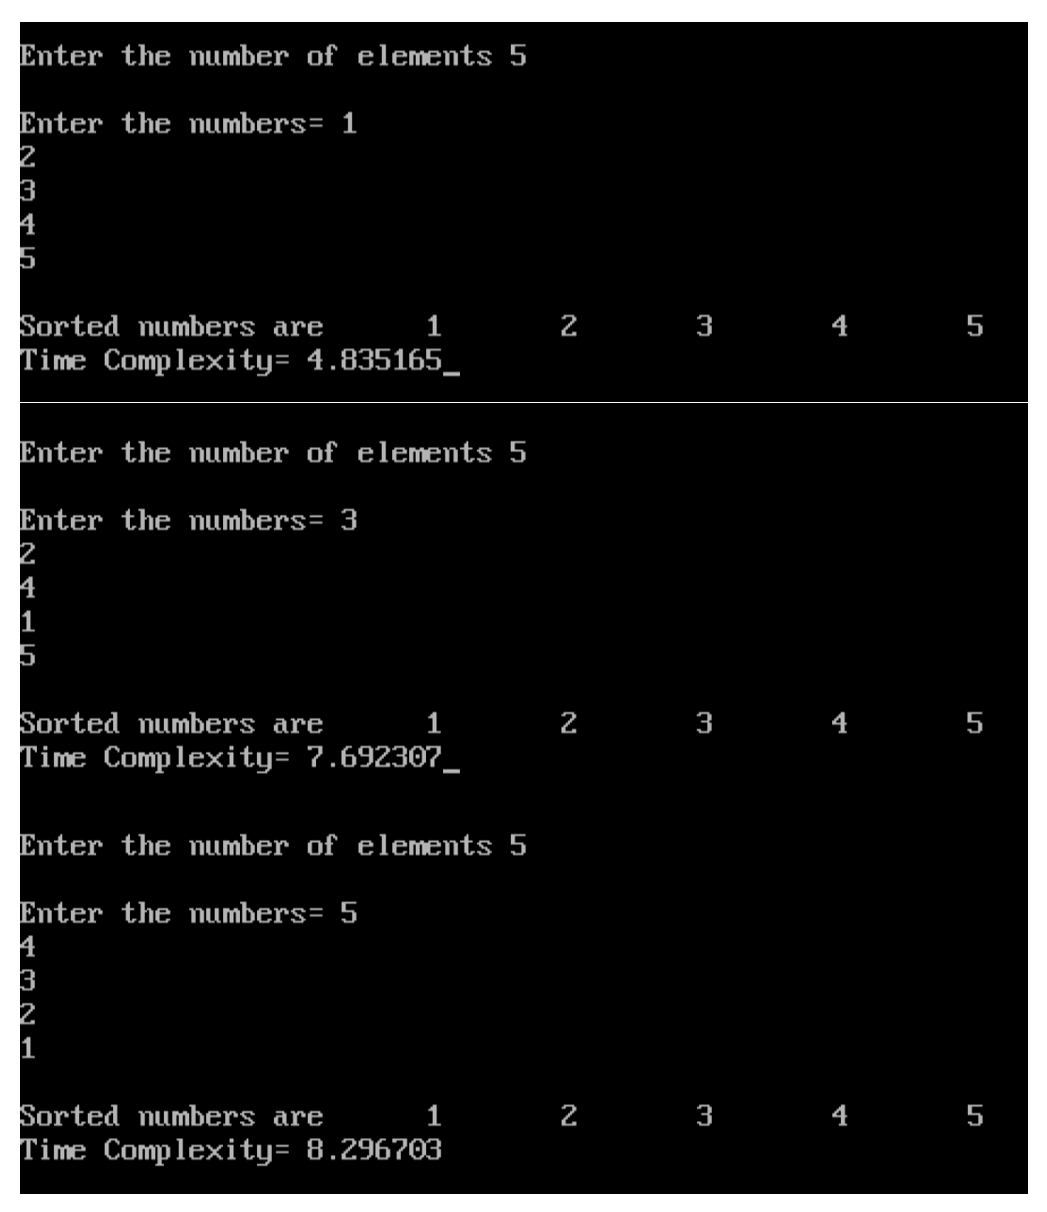 Enter the number of elements 5
Enter the numbers= 1
2
3
4
5
Sorted numbers are 1 2 3 4 5
Time Complexity= 4.835165_
Enter the number of elements 5
Enter the numbers= 3
2
4
1
5
Sorted numbers are 1 2 3 4 5
Time Complexity= 7.692307_
Enter the number of elements 5
Enter the numbers= 5
4
3
2
1
Sorted numbers are 1 2 3 4 5
Time Complexity= 8.296703